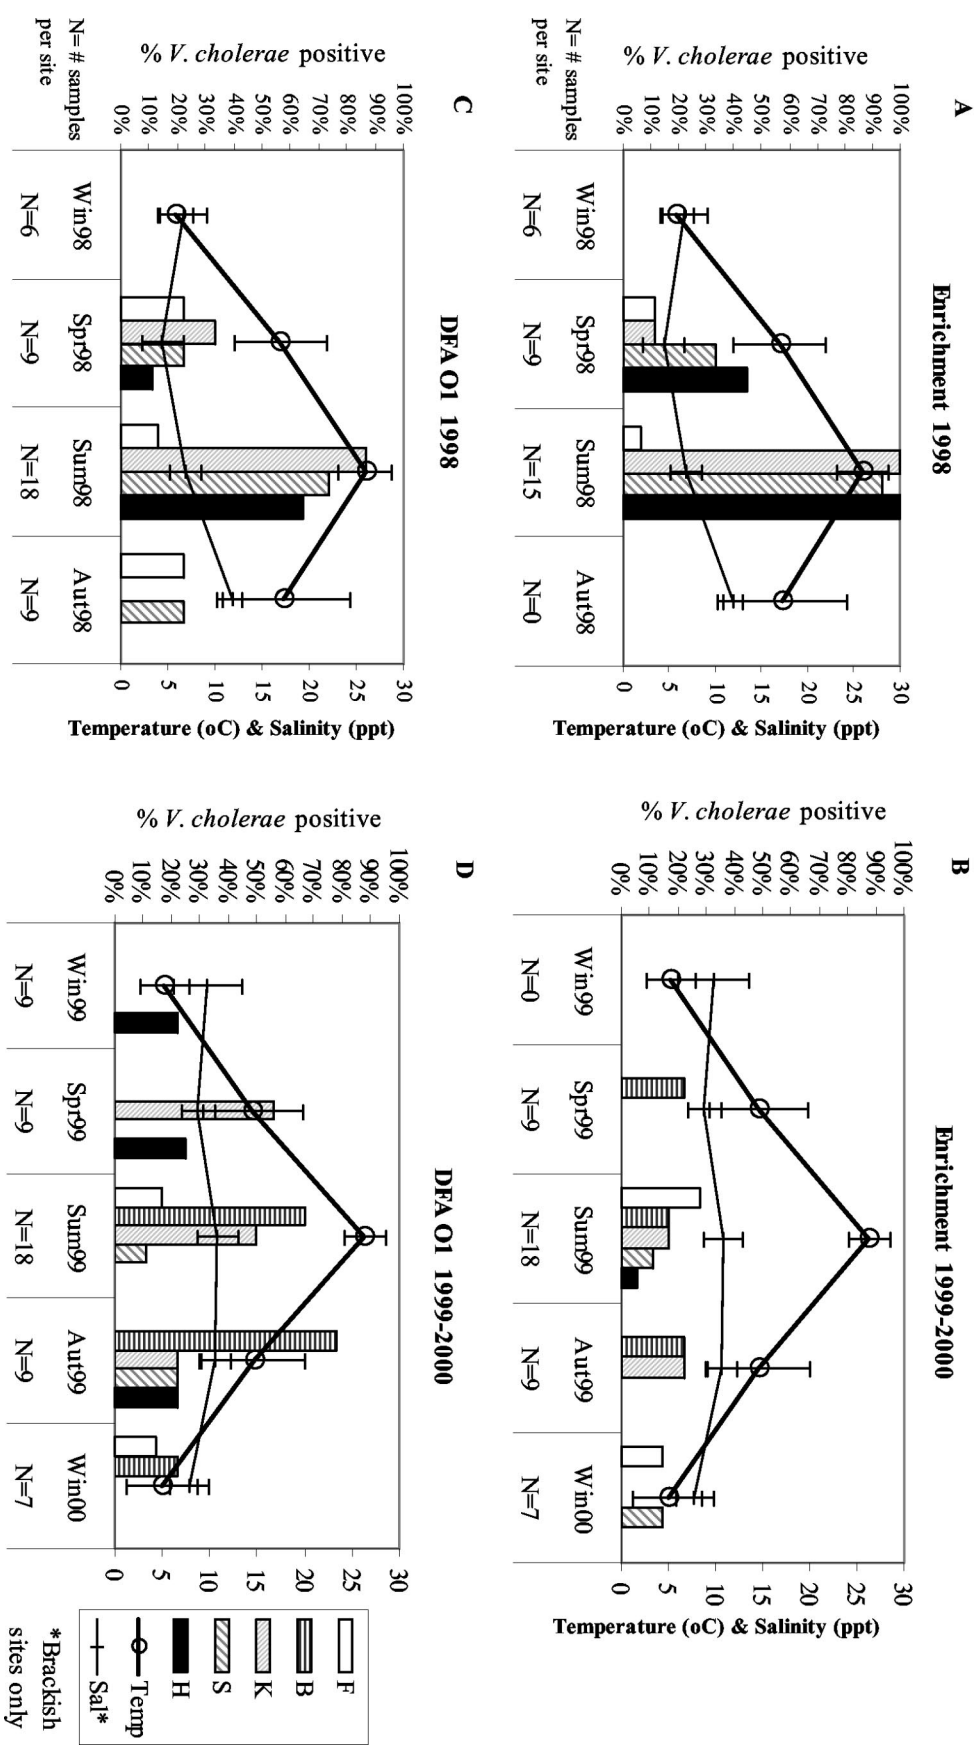 A
Enrichment 1998
% V. cholerae positive
100%
90%
80%
70%
60%
50%
40%
30%
20%
10%
0%
30
25
20
15
10
5
0
Temperature (oC) & Salinity (ppt)
Win98 Spr98 Sum98 Aut98
N= # samples
per site
N=6 N=9 N=15 N=0
B
Enrichment 1999-2000
% V. cholerae positive
100%
90%
80%
70%
60%
50%
40%
30%
20%
10%
0%
30
25
20
15
10
5
0
Temperature (oC) & Salinity (ppt)
Win99 Spr99 Sum99 Aut99 Win00
N=0 N=9 N=18 N=9 N=7
C
DFA O1 1998
% V. cholerae positive
100%
90%
80%
70%
60%
50%
40%
30%
20%
10%
0%
30
25
20
15
10
5
0
Temperature (oC) & Salinity (ppt)
Win98 Spr98 Sum98 Aut98
N= # samples
per site
N=6 N=9 N=18 N=9
D
DFA O1 1999-2000
% V. cholerae positive
100%
90%
80%
70%
60%
50%
40%
30%
20%
10%
0%
30
25
20
15
10
5
0
Win99 Spr99 Sum99 Aut99 Win00
N=9 N=9 N=18 N=9 N=7
F
B
K
S
H
Temp
Sal*
*Brackish
sites only